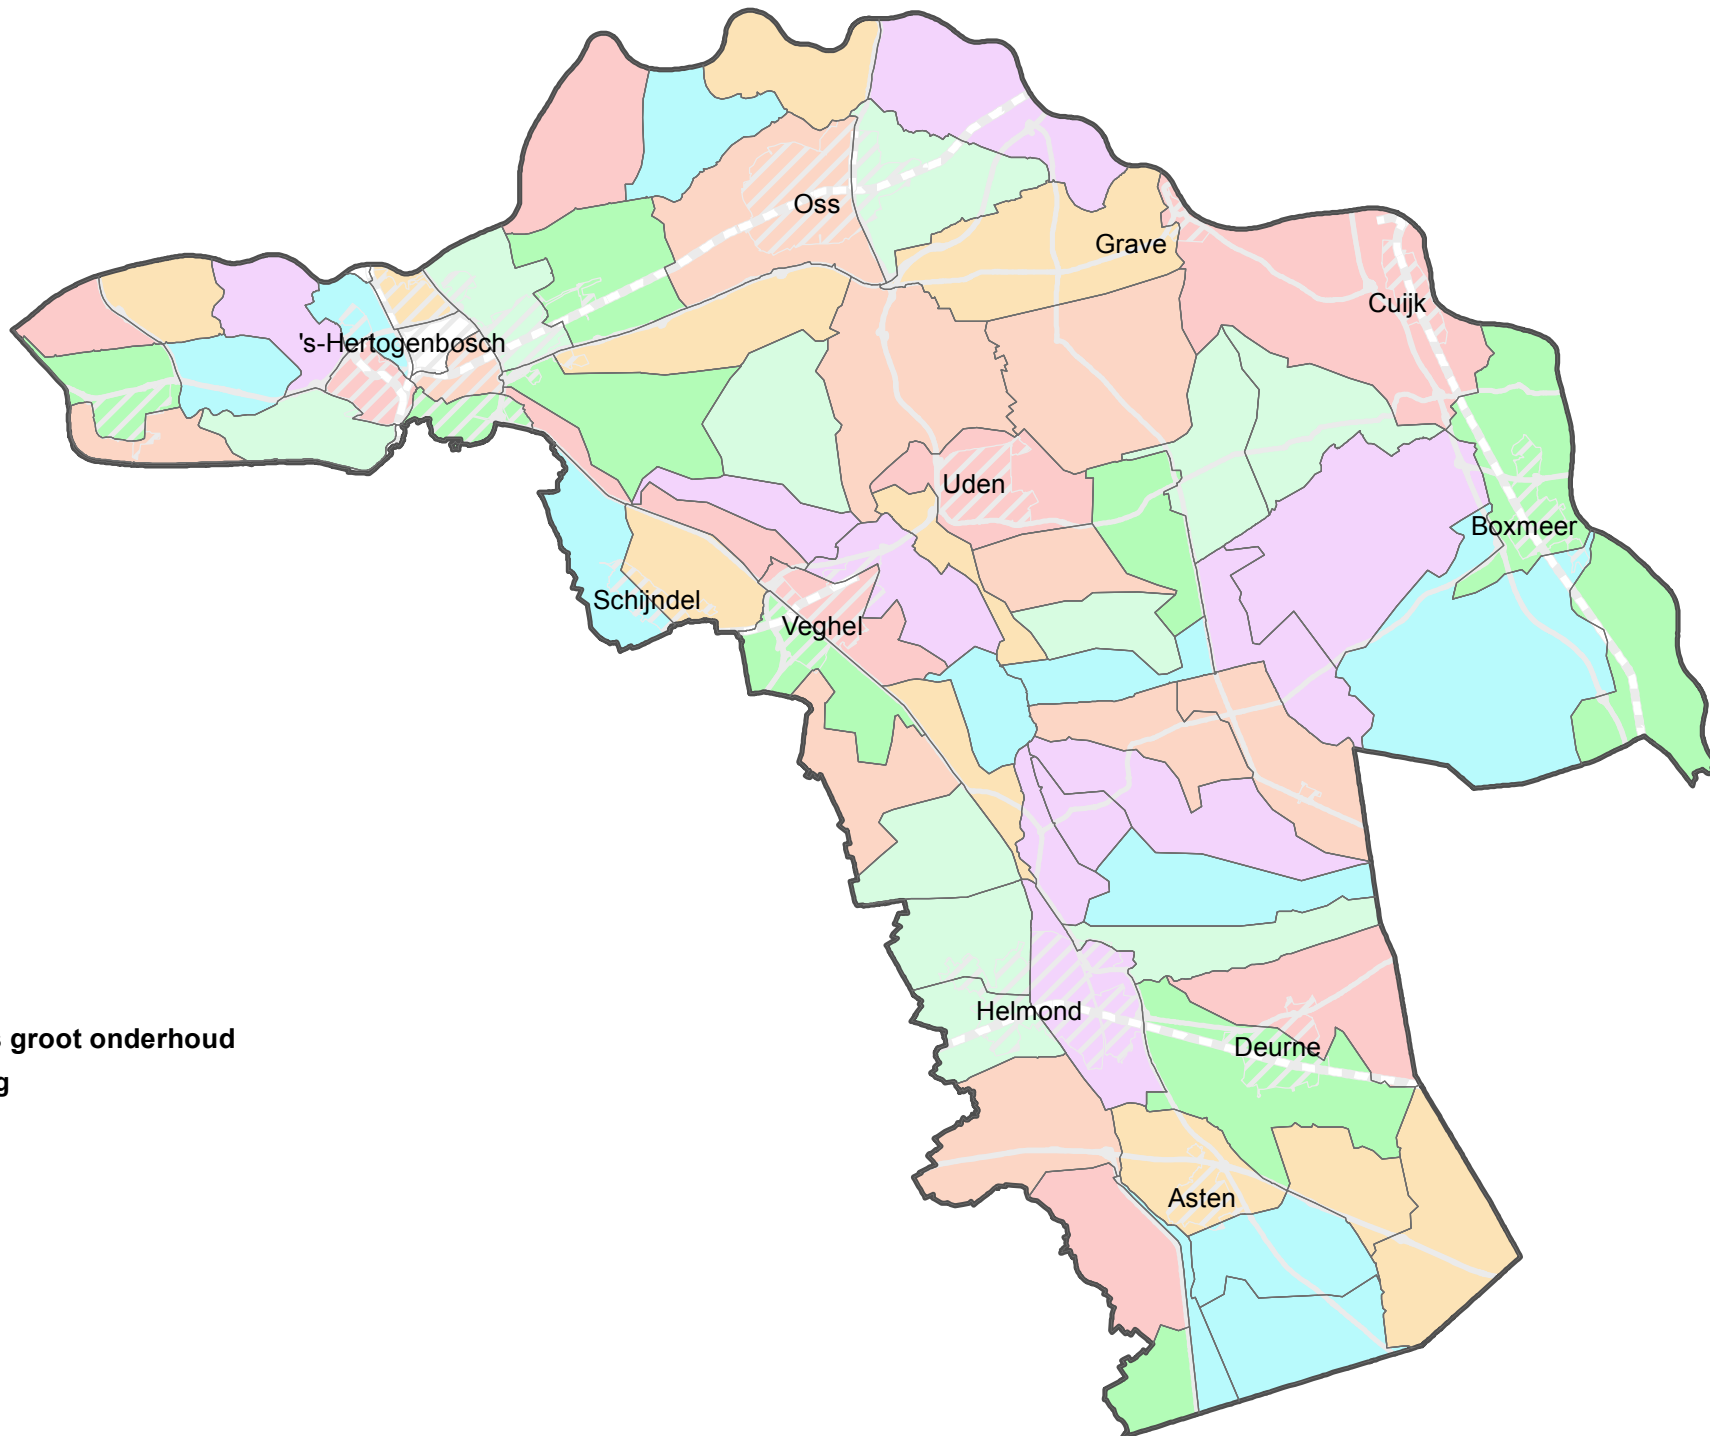 Oss
Grave
Cuijk
's-Hertogenbosch
Uden
Boxmeer
Schijndel
Veghel
Helmond
groot onderhoud
Deurne
Asten